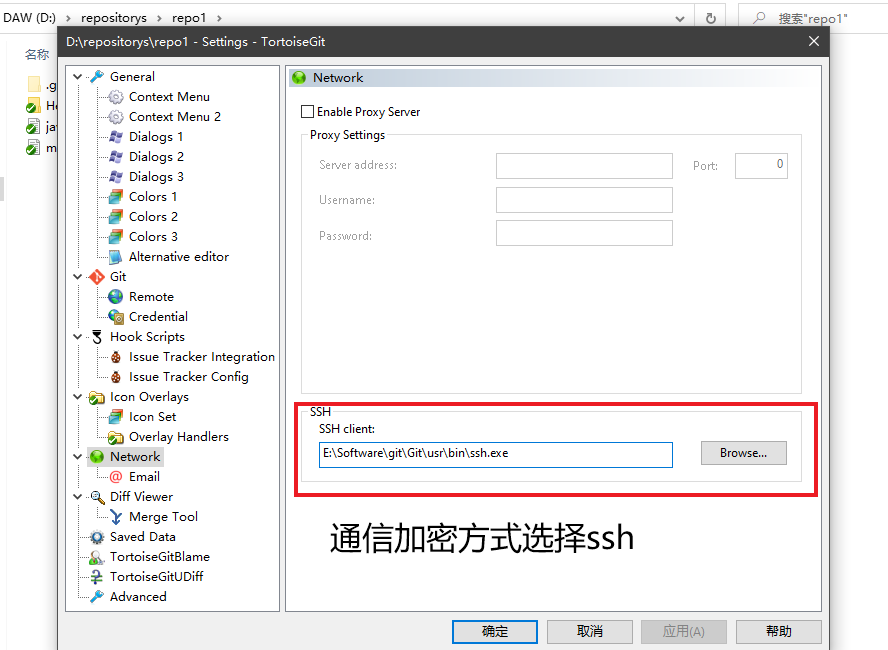 DAW (D:) > repositorys > repo1 >
搜索"repo1"
D:\repositorys\repo1 - Settings - TortoiseGit
名称
.g
He
ja
m
General
Context Menu
Context Menu 2
Dialogs 1
Dialogs 2
Dialogs 3
Colors 1
Colors 2
Colors 3
Alternative editor
Git
Remote
Credential
Hook Scripts
Issue Tracker Integration
Issue Tracker Config
Icon Overlays
Icon Set
Overlay Handlers
Network
Email
Diff Viewer
Merge Tool
Saved Data
TortoiseGitBlame
TortoiseGitUDiff
Advanced
Network
Enable Proxy Server
Proxy Settings
Server address:
Port:
0
Username:
Password:
SSH
SSH client:
E:\Software\git\Git\usr\bin\ssh.exe
Browse...
通信加密方式选择ssh
确定
取消
应用(A)
帮助